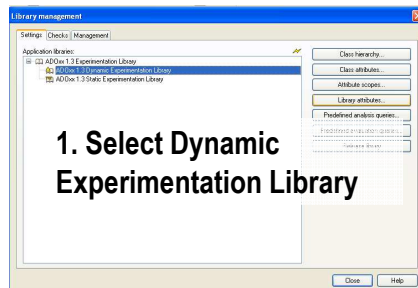 Library management
Settings Checks Management
Application libraries:
ADOxx 1.3 Experimentation Library
ADOxx 1.3 Dynamic Experimentation Library
ADOxx 1.3 Static Experimentation Library
Class hierarchy...
Class attributes...
Attribute scopes...
Library attributes...
Predefined analysis queries...
1. Select Dynamic
Experimentation Library
Close Help